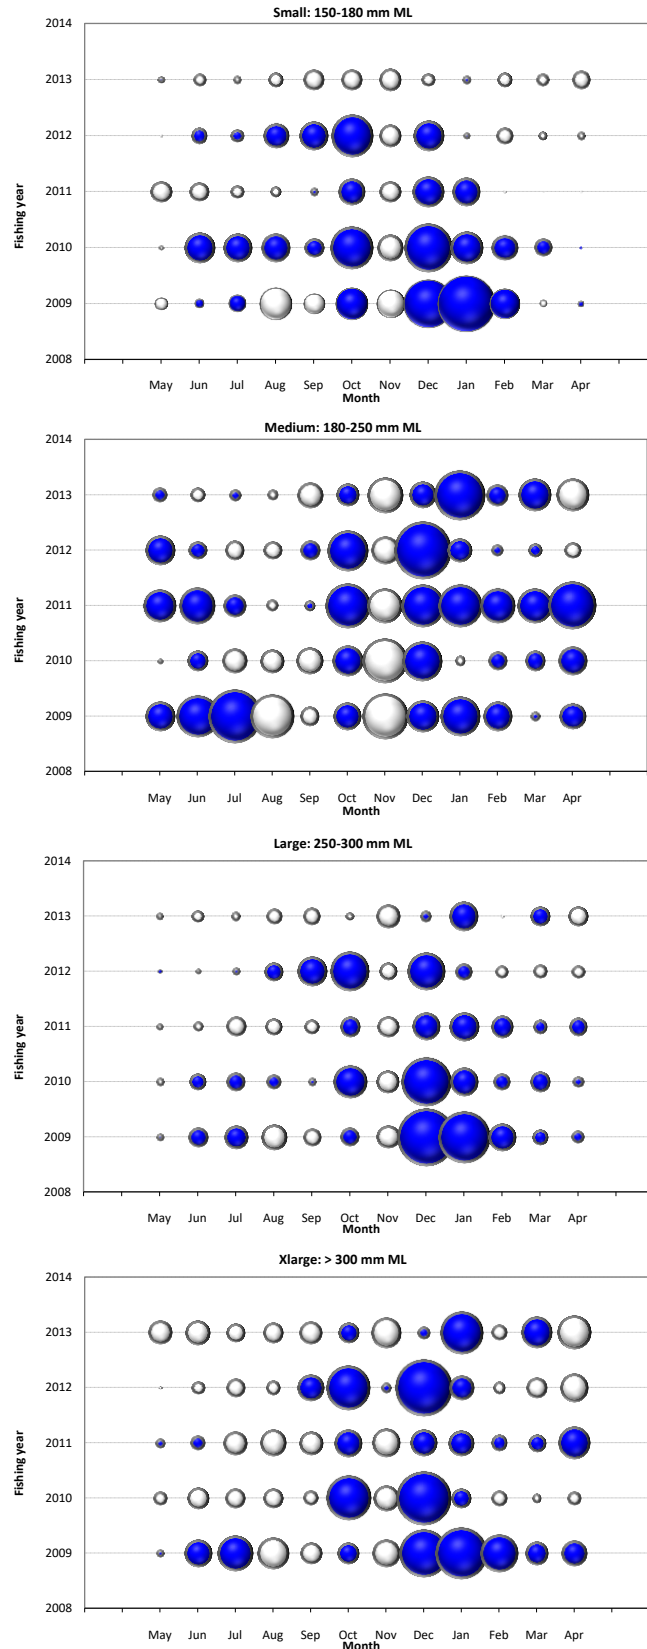 Small: 150-180 mm ML
2014
2013
2012
2011
2010
2009
2008
Fishing year
May Jun Jul Aug Sep Oct Nov Dec Jan Feb Mar Apr
Month
Medium: 180-250 mm ML
2014
2013
2012
2011
2010
2009
2008
Fishing year
May Jun Jul Aug Sep Oct Nov Dec Jan Feb Mar Apr
Month
Large: 250-300 mm ML
2014
2013
2012
2011
2010
2009
2008
Fishing year
May Jun Jul Aug Sep Oct Nov Dec Jan Feb Mar Apr
Month
Xlarge: > 300 mm ML
2014
2013
2012
2011
2010
2009
2008
Fishing year
May Jun Jul Aug Sep Oct Nov Dec Jan Feb Mar Apr
Month